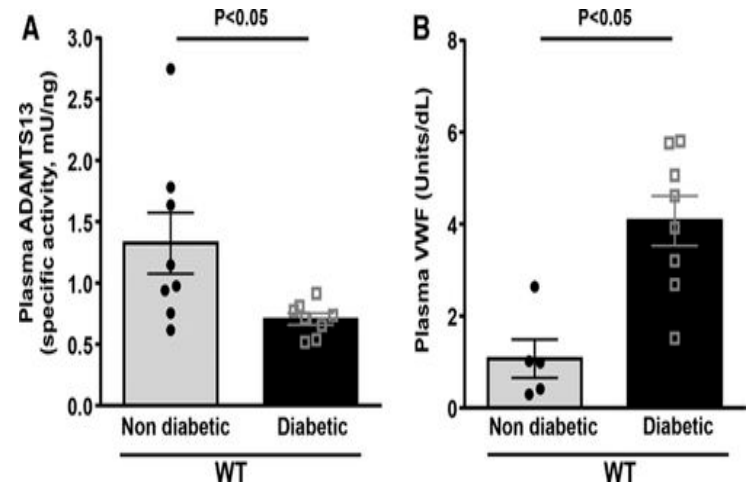 A
P<0.05
Plasma ADAMTS13
(specific activity, mU/ng)
3.0
2.5
2.0
1.5
1.0
0.5
0.0
Non diabetic
Diabetic
WT
B
P<0.05
Plasma VWF (Units/dL)
8
6
4
2
0
Non diabetic
Diabetic
WT